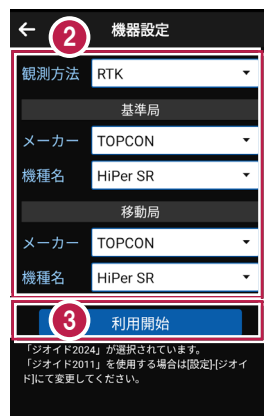 ← 機器設定
2
観測方法 RTK
基準局
メーカー TOPCON
機種名 HiPer SR
移動局
メーカー TOPCON
機種名 HiPer SR
3 利用開始
「ジオイド2024」が選択されています。
「ジオイド2011」を使用する場合は[設定]-[ジオイ
ド]にて変更してください。